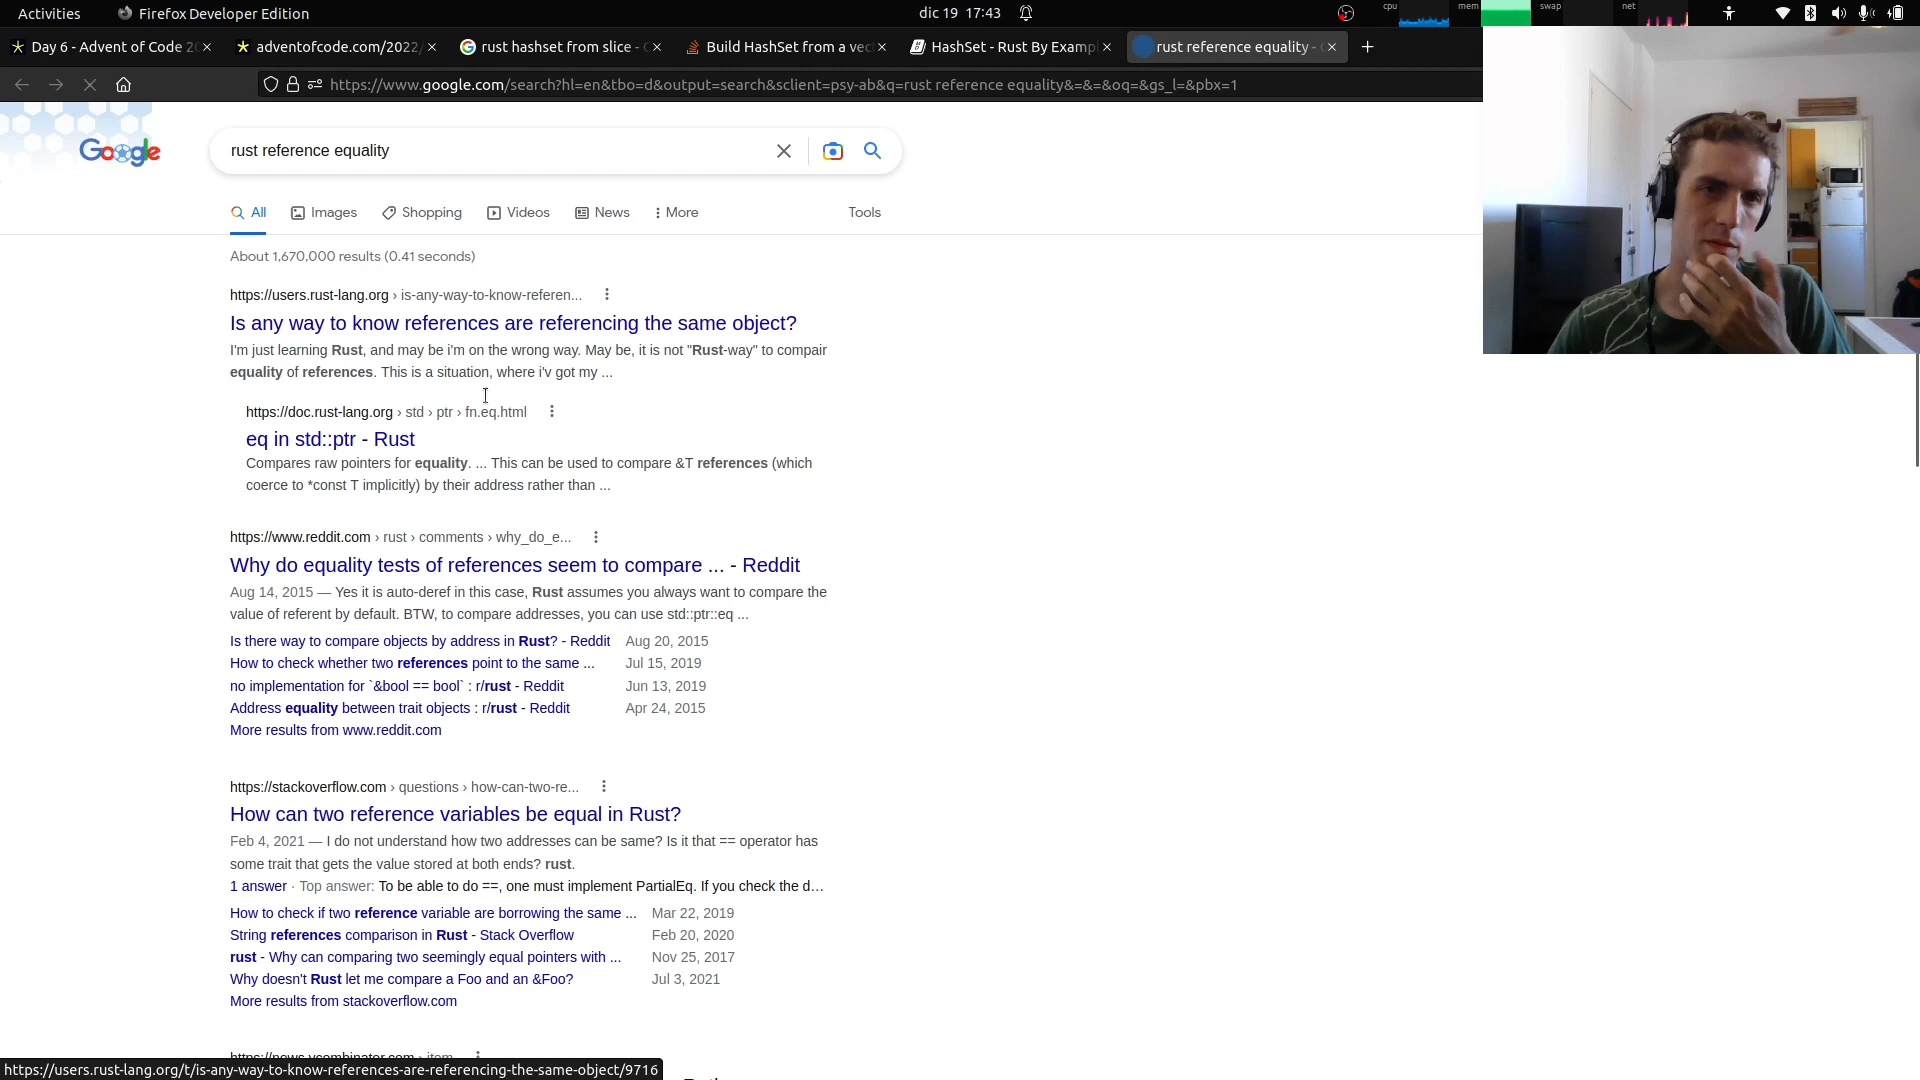 Activities
Firefox Developer Edition
dic 19 17:43
cpu
mem
swap
net
Day 6 - Advent of Code 2
adventofcode.com/2022/
rust hashset from slice -
Build HashSet from a vec
HashSet - Rust By Exampl
rust reference equality -
https://www.google.com/search?hl=en&tbo=d&output=search&sclient=psy-ab&q=rust reference equality&=&=&oq=&gs_l=&pbx=1
Google
rust reference equality
All
Images
Shopping
Videos
News
More
Tools
About 1,670,000 results (0.41 seconds)
https://users.rust-lang.org › is-any-way-to-know-referen...
Is any way to know references are referencing the same object?
I'm just learning Rust, and may be i'm on the wrong way. May be, it is not "Rust-way" to compair
equality of references. This is a situation, where i'v got my ...
https://doc.rust-lang.org › std › ptr › fn.eq.html
eq in std::ptr - Rust
Compares raw pointers for equality. ... This can be used to compare &T references (which
coerce to *const T implicitly) by their address rather than ...
https://www.reddit.com › rust › comments › why_do_e...
Why do equality tests of references seem to compare ... - Reddit
Aug 14, 2015 — Yes it is auto-deref in this case, Rust assumes you always want to compare the
value of referent by default. BTW, to compare addresses, you can use std::ptr::eq ...
Is there way to compare objects by address in Rust? - Reddit Aug 20, 2015
How to check whether two references point to the same ... Jul 15, 2019
no implementation for `&bool == bool` : r/rust - Reddit Jun 13, 2019
Address equality between trait objects : r/rust - Reddit Apr 24, 2015
More results from www.reddit.com
https://stackoverflow.com › questions › how-can-two-re...
How can two reference variables be equal in Rust?
Feb 4, 2021 — I do not understand how two addresses can be same? Is it that == operator has
some trait that gets the value stored at both ends? rust.
1 answer · Top answer: To be able to do ==, one must implement PartialEq. If you check the d...
How to check if two reference variable are borrowing the same ... Mar 22, 2019
String references comparison in Rust - Stack Overflow Feb 20, 2020
rust - Why can comparing two seemingly equal pointers with ... Nov 25, 2017
Why doesn't Rust let me compare a Foo and an &Foo? Jul 3, 2021
More results from stackoverflow.com
https://news.ycombinator.com › item
https://users.rust-lang.org/t/is-any-way-to-know-references-are-referencing-the-same-object/9716